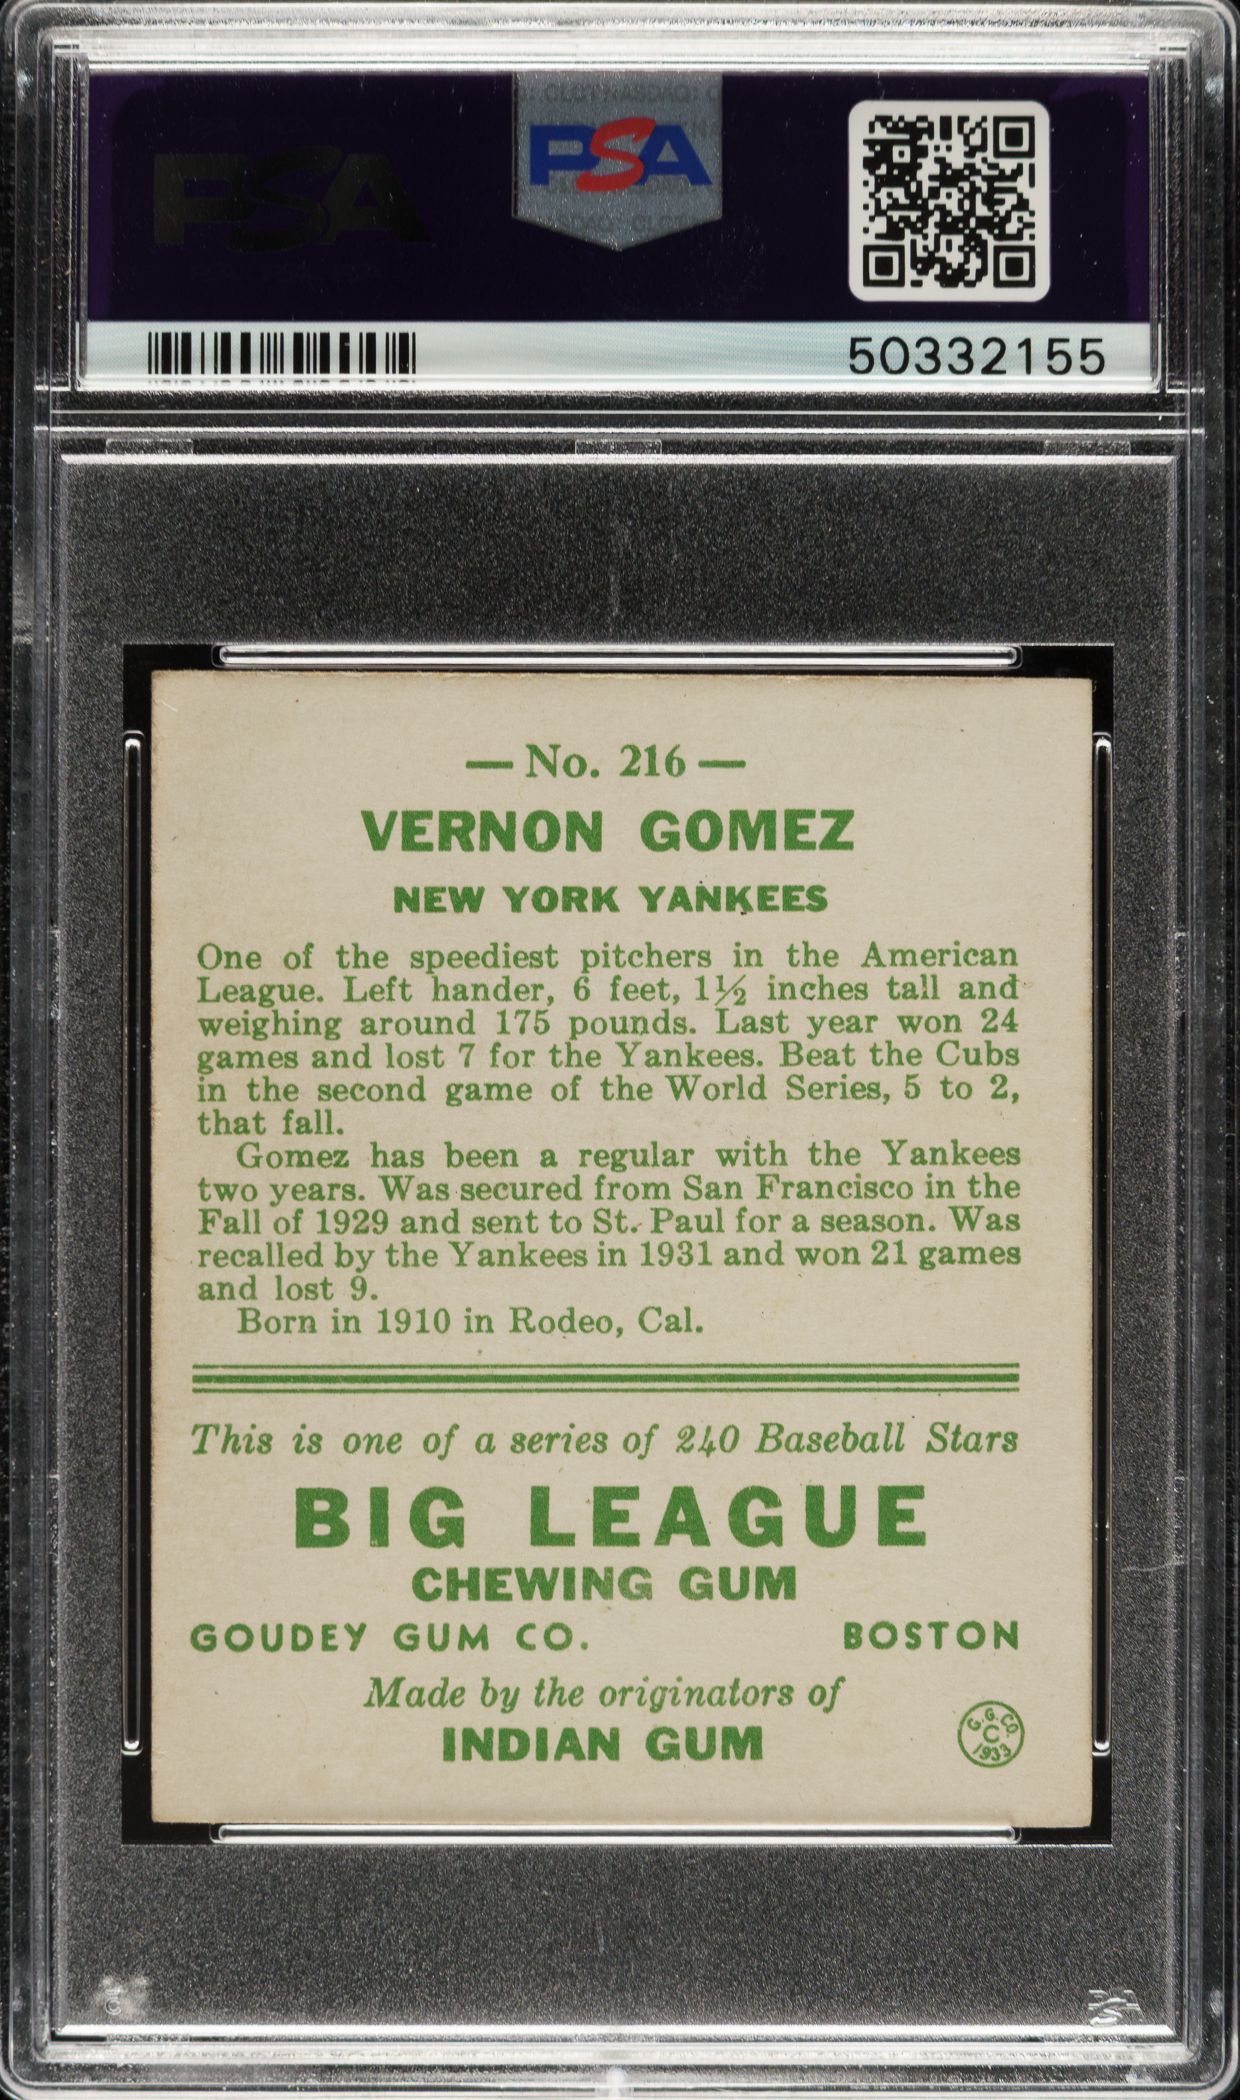 PSA
PSA
50332155
— No. 216 —
VERNON GOMEZ
NEW YORK YANKEES
One of the speediest pitchers in the American
League. Left hander, 6 feet, 1½ inches tall and
weighing around 175 pounds. Last year won 24
games and lost 7 for the Yankees. Beat the Cubs
in the second game of the World Series, 5 to 2,
that fall.
Gomez has been a regular with the Yankees
two years. Was secured from San Francisco in the
Fall of 1929 and sent to St. Paul for a season. Was
recalled by the Yankees in 1931 and won 21 games
and lost 9.
Born in 1910 in Rodeo, Cal.
This is one of a series of 240 Baseball Stars
BIG LEAGUE
CHEWING GUM
GOUDEY GUM CO. BOSTON
Made by the originators of
INDIAN GUM
G.G.CO.
C
1933
PSA